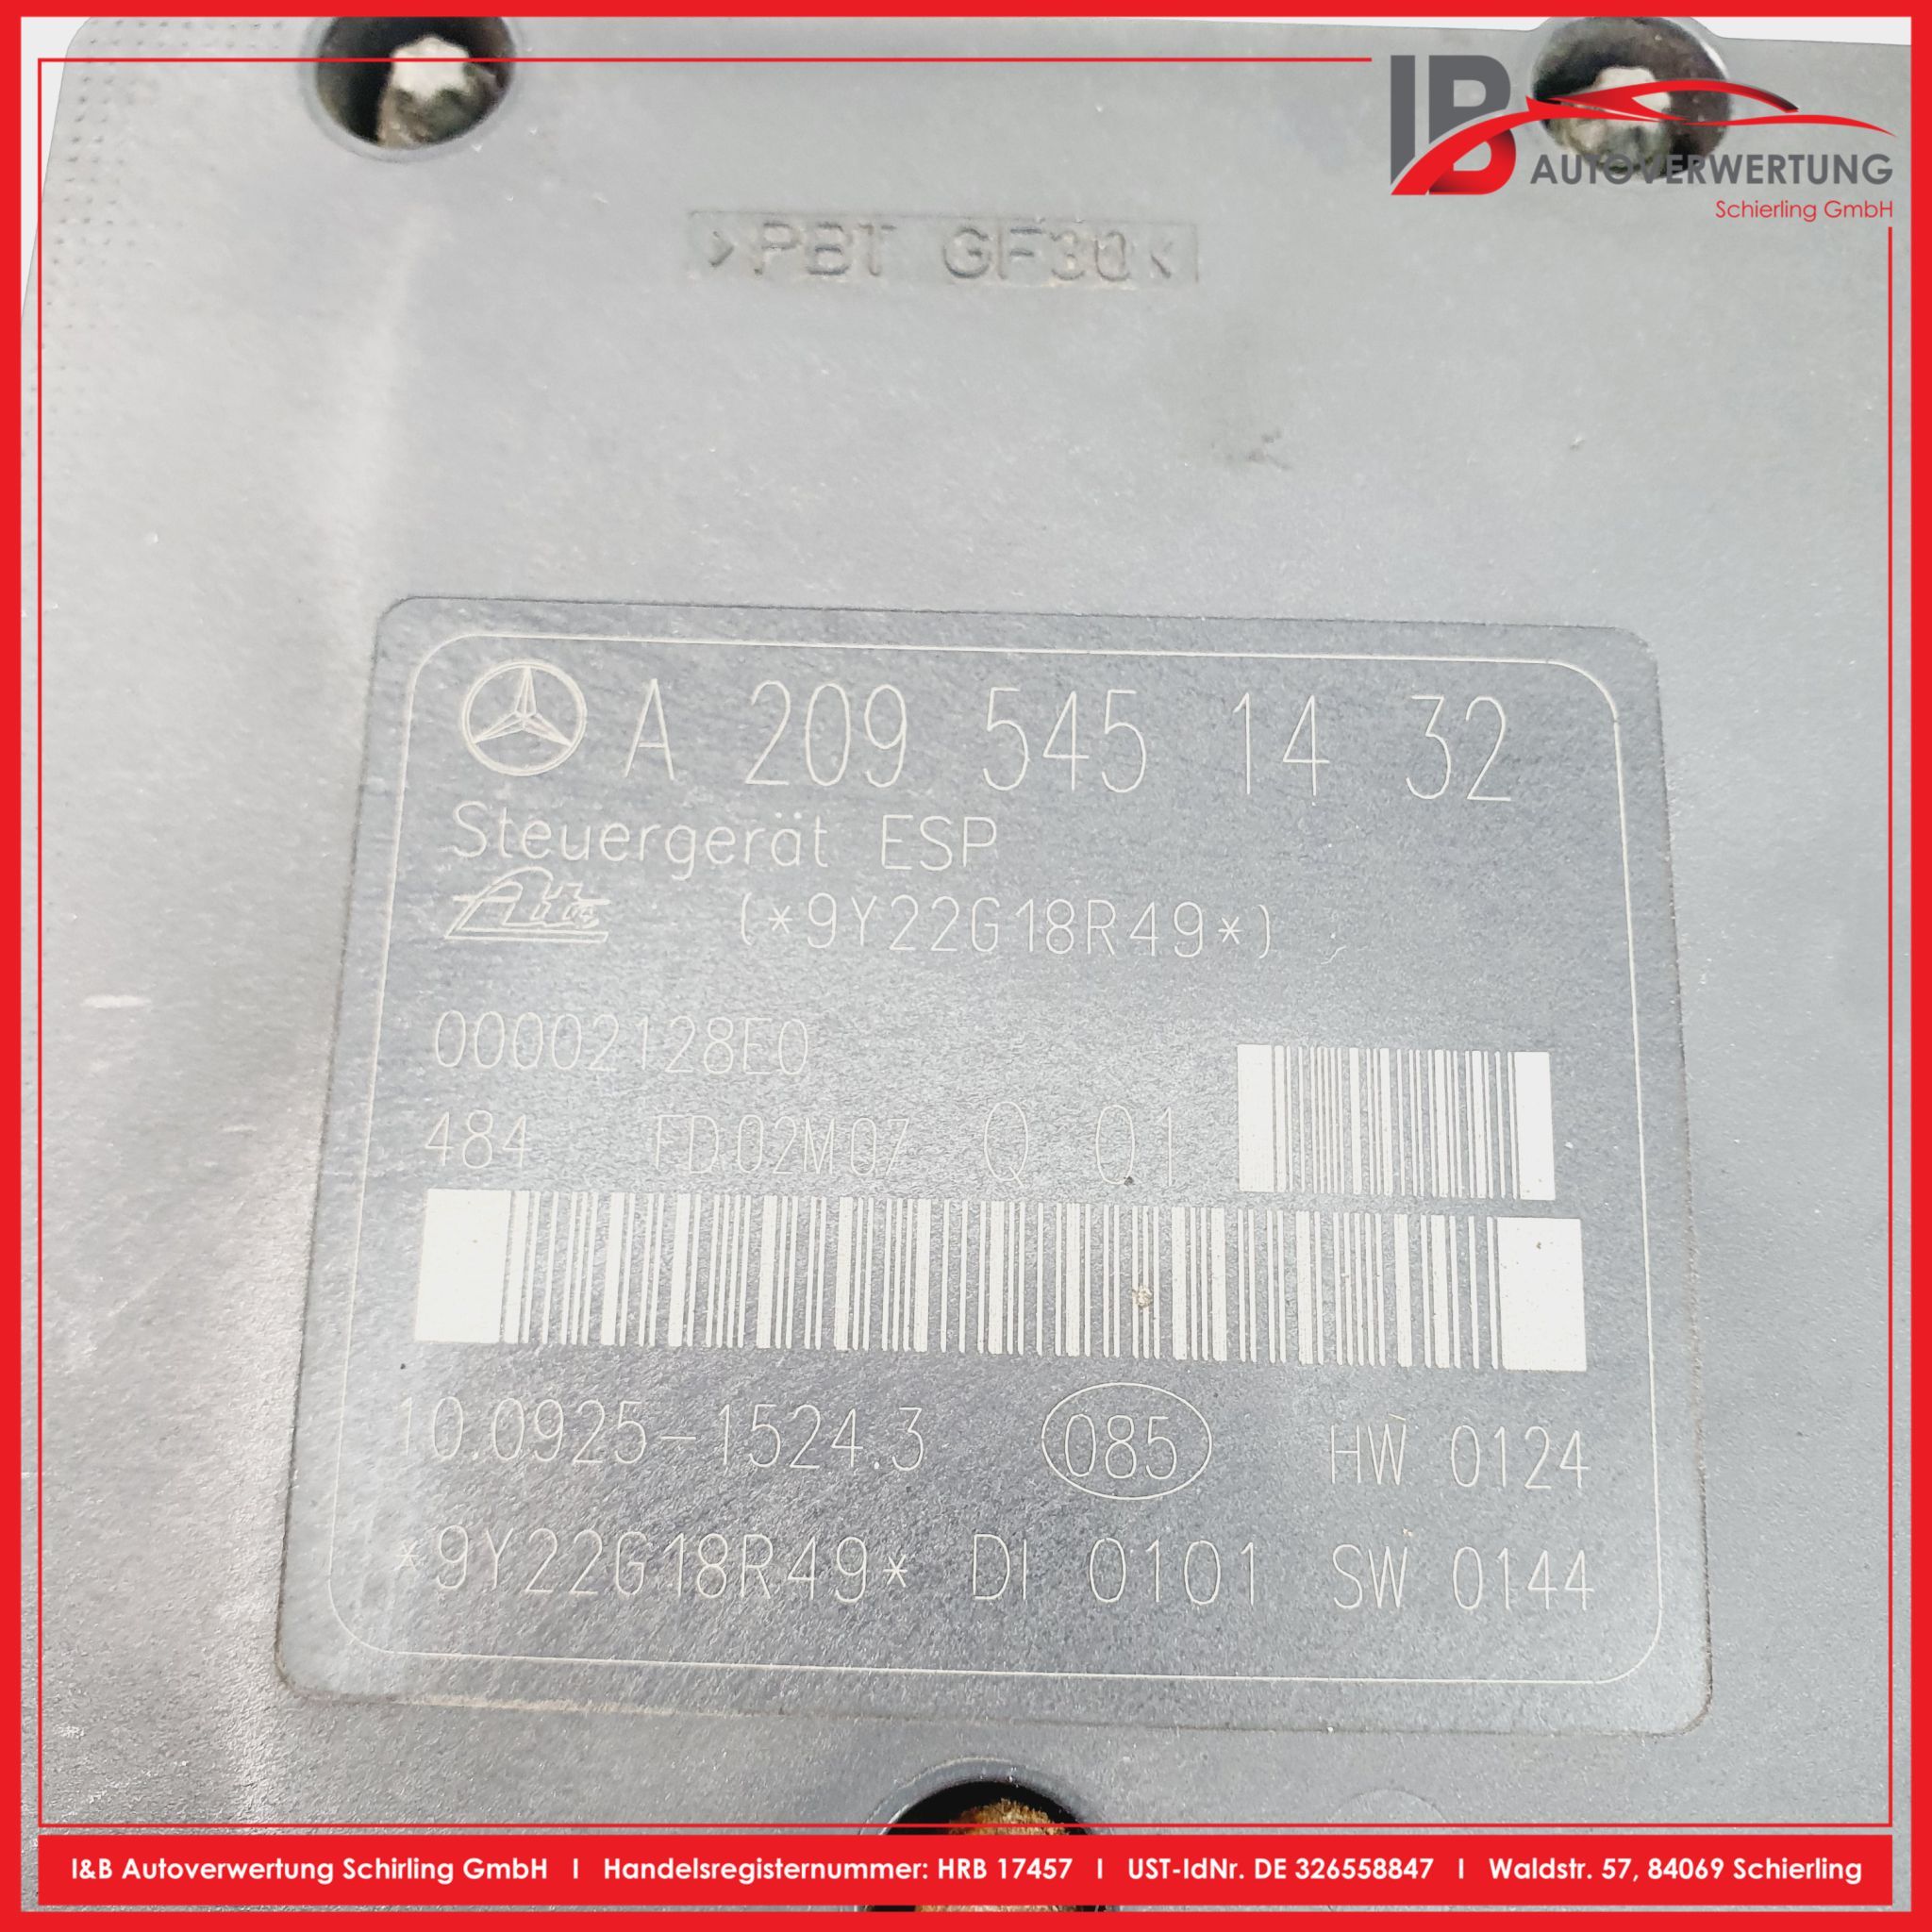 IB
AUTOVERWERTUNG
Schierling GmbH
>PBT GF30<
A 209 545 14 32
Steuergerät ESP
Ate (*9Y22G18R49*)
00002128E0
484 FD02M07 Q 01
10.0925-1524.3 085 HW 0124
*9Y22G18R49* DI 0101 SW 0144
I&B Autoverwertung Schirling GmbH I Handelsregisternummer: HRB 17457 I UST-IdNr. DE 326558847 I Waldstr. 57, 84069 Schierling